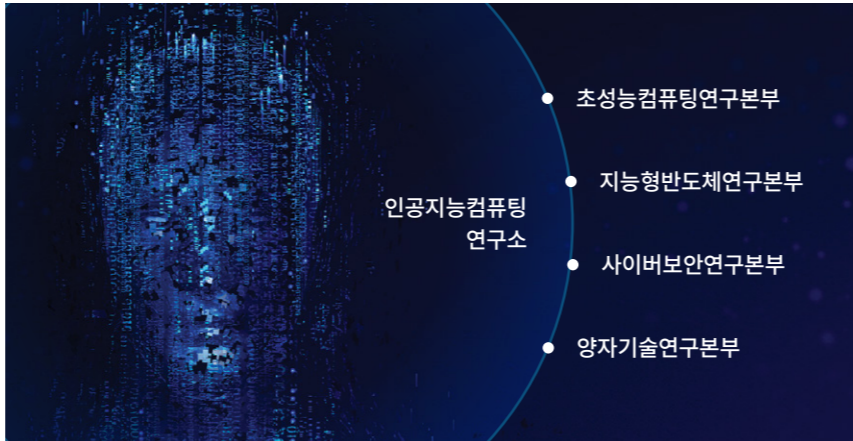 인공지능컴퓨팅
연구소
초성능컴퓨팅연구본부
지능형반도체연구본부
사이버보안연구본부
양자기술연구본부